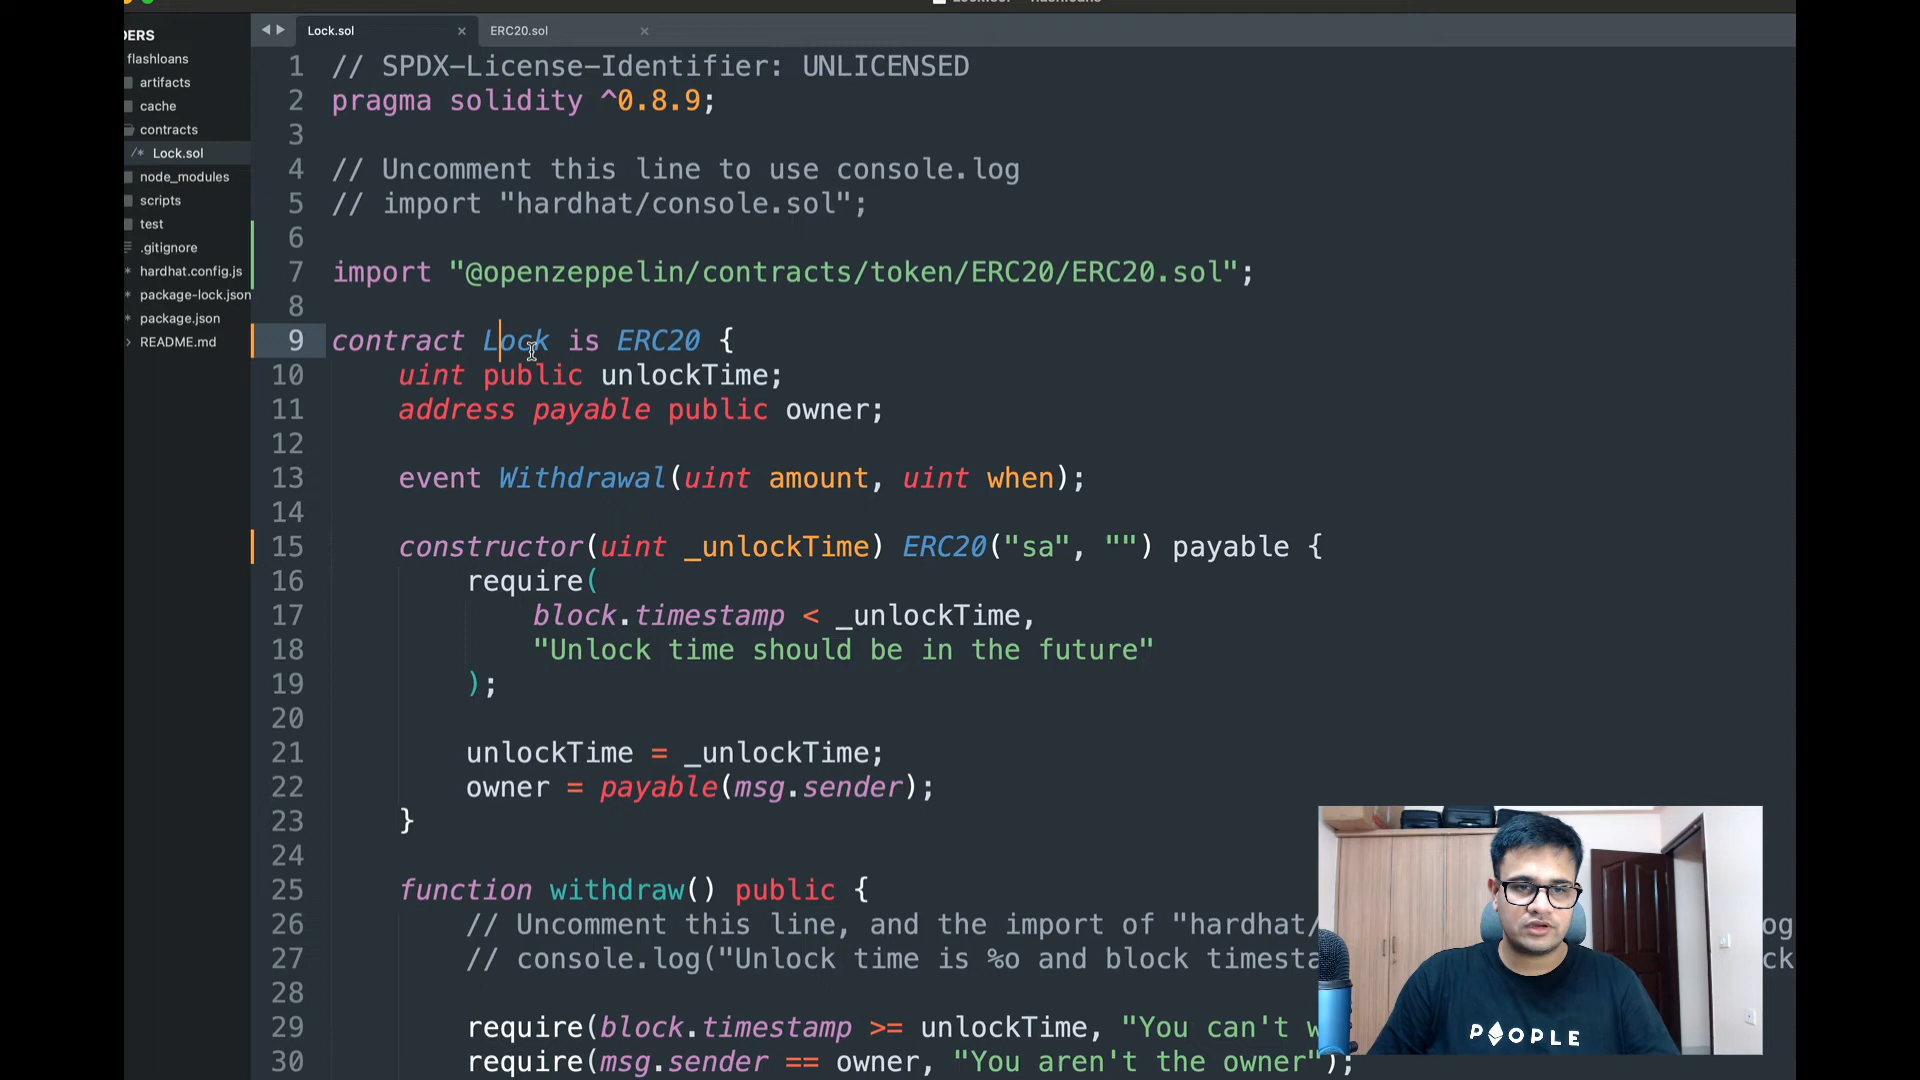 DERS
flashloans
artifacts
cache
contracts
/* Lock.sol
node_modules
scripts
test
.gitignore
hardhat.config.js
package-lock.json
package.json
README.md
Lock.sol
ERC20.sol
1 // SPDX-License-Identifier: UNLICENSED
2 pragma solidity ^0.8.9;
3
4 // Uncomment this line to use console.log
5 // import "hardhat/console.sol";
6
7 import "@openzeppelin/contracts/token/ERC20/ERC20.sol";
8
9 contract Lock is ERC20 {
10 uint public unlockTime;
11 address payable public owner;
12
13 event Withdrawal(uint amount, uint when);
14
15 constructor(uint _unlockTime) ERC20("sa", "") payable {
16 require(
17 block.timestamp < _unlockTime,
18 "Unlock time should be in the future"
19 );
20
21 unlockTime = _unlockTime;
22 owner = payable(msg.sender);
23 }
24
25 function withdraw() public {
26 // Uncomment this line, and the import of "hardhat/ og
27 // console.log("Unlock time is %o and block timesta ck
28
29 require(block.timestamp >= unlockTime, "You can't w
30 require(msg.sender == owner, "You aren't the owner");
PEOPLE